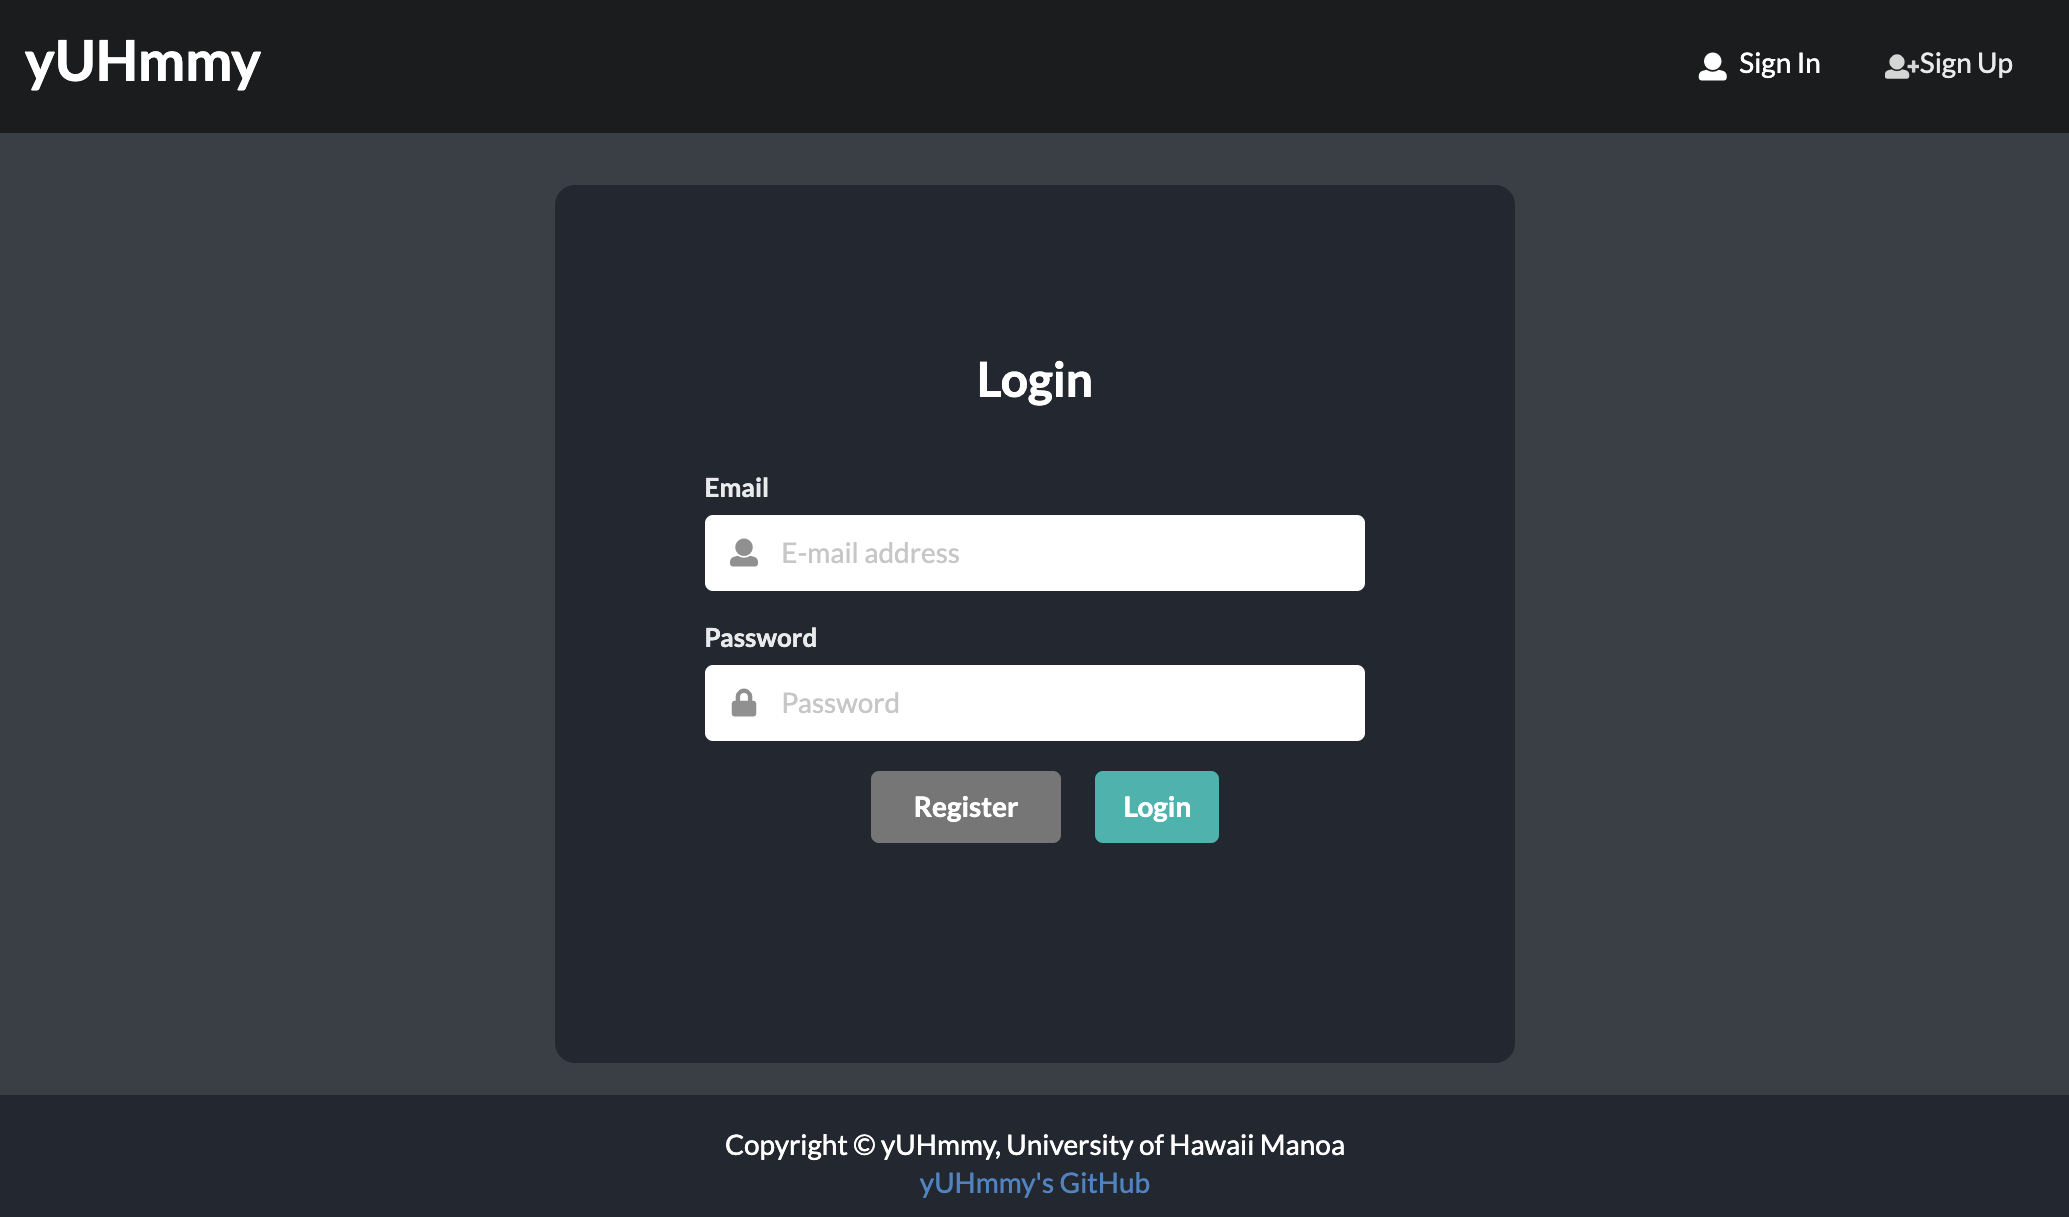 yUHmmy
Sign In
Sign Up
Login
Email
E-mail address
Password
Password
Register
Login
Copyright © yUHmmy, University of Hawaii Manoa
yUHmmy's GitHub